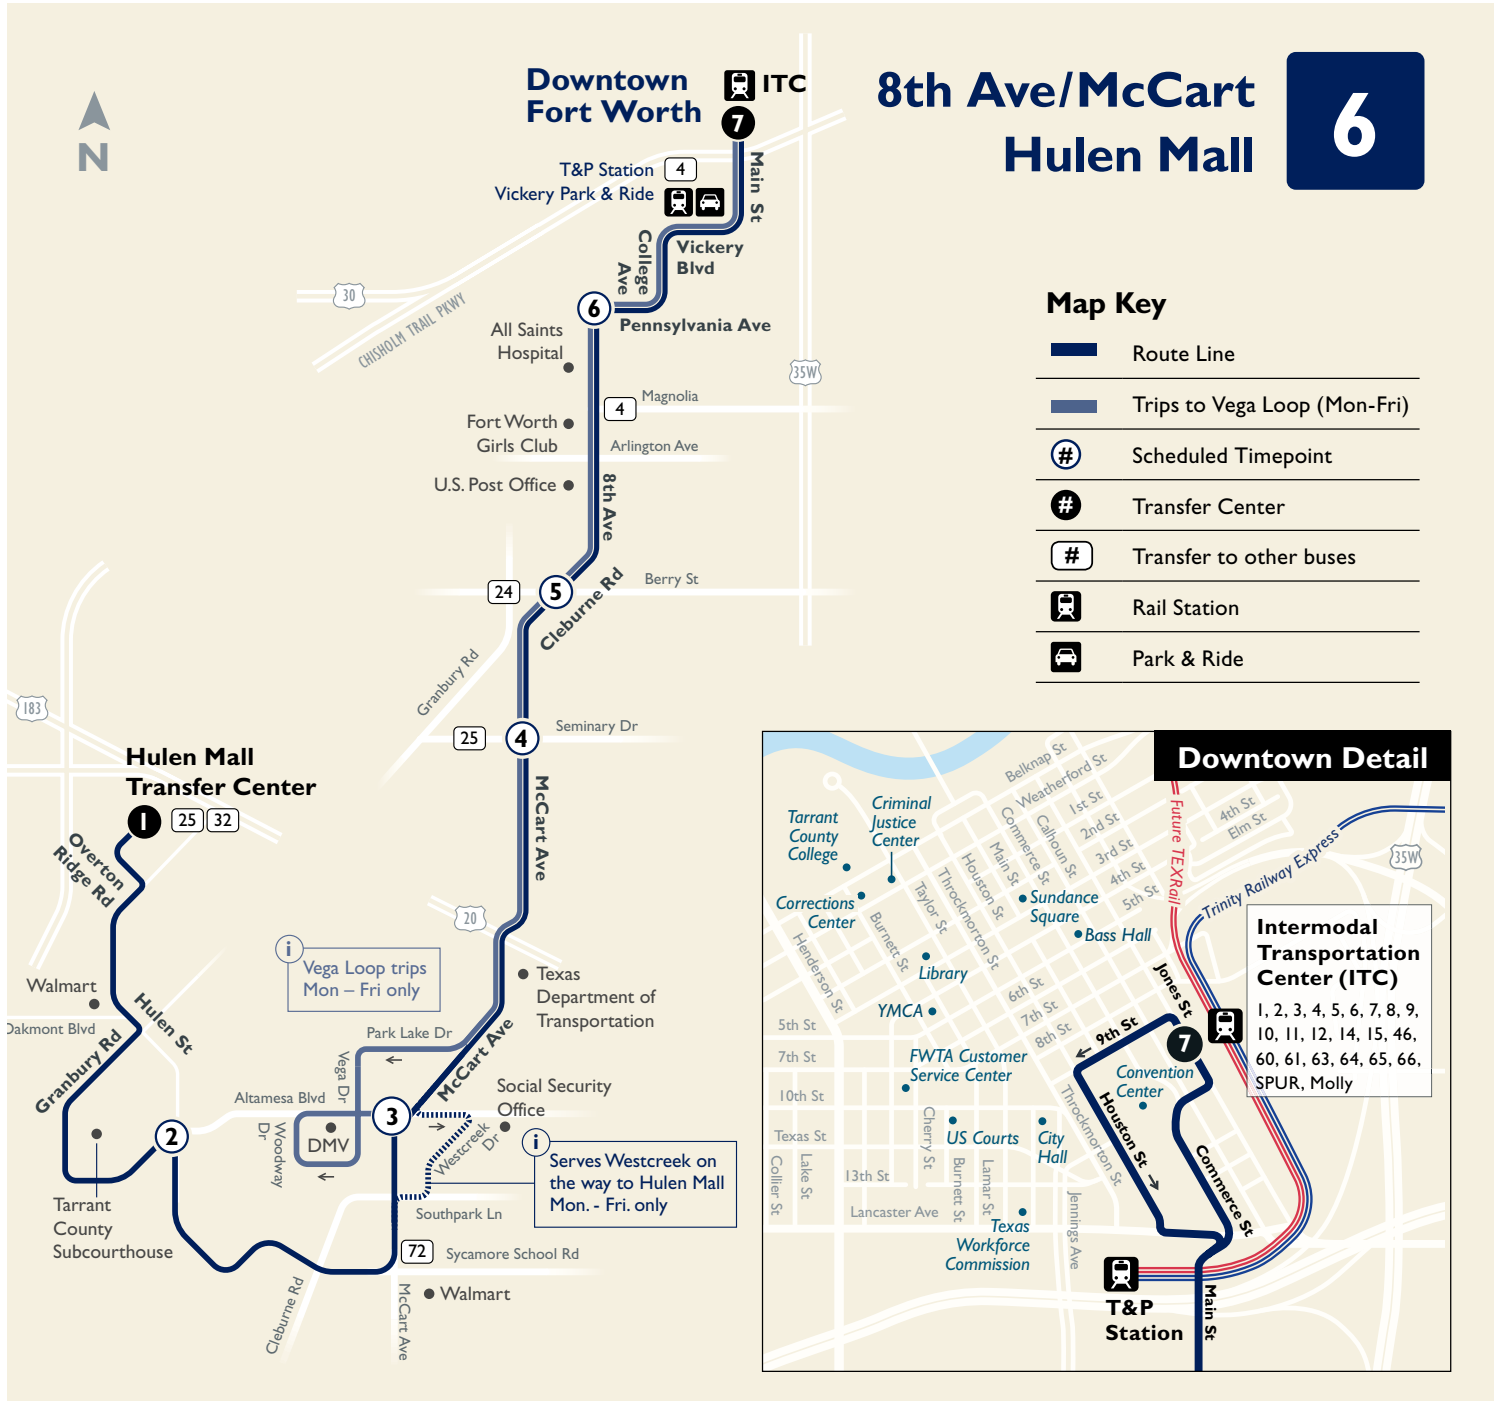 8th Ave/McCart
Hulen Mall
6
N
Downtown
Fort Worth
ITC
7
T&P Station
4
Vickery Park & Ride
Main St
Vickery
Blvd
College
Ave
30
CHISHOLM TRAIL PKWY
6
Pennsylvania Ave
All Saints
Hospital
35W
Magnolia
4
Fort Worth
Girls Club
Arlington Ave
U.S. Post Office
8th Ave
24
5
Berry St
Cleburne Rd
Granbury Rd
183
25
4
Seminary Dr
Hulen Mall
Transfer Center
1
25
32
McCart Ave
Overton
Ridge Rd
20
i
Vega Loop trips
Mon – Fri only
Texas
Department of
Transportation
Walmart
Oakmont Blvd
Hulen St
Granbury Rd
Park Lake Dr
McCart Ave
Vega Dr
Altamesa Blvd
3
Social Security
Office
Woodway
Dr
DMV
Westcreek
Dr
2
i
Serves Westcreek on
the way to Hulen Mall
Mon. - Fri. only
Tarrant
County
Subcourthouse
Southpark Ln
72
Sycamore School Rd
Cleburne Rd
McCart Ave
Walmart
Map Key
Route Line
Trips to Vega Loop (Mon-Fri)
#
Scheduled Timepoint
#
Transfer Center
#
Transfer to other buses
Rail Station
Park & Ride
Downtown Detail
Belknap St
Weatherford St
1st St
2nd St
3rd St
4th St
5th St
4th St
Elm St
Future TEXRail
Trinity Railway Express
35W
Tarrant
County
College
Criminal
Justice
Center
Commerce St
Calhoun St
Main St
Houston St
Throckmorton St
Taylor St
Burnett St
Henderson St
Corrections
Center
Sundance
Square
Bass Hall
Library
YMCA
6th St
7th St
8th St
Jones St
9th St
7
Intermodal
Transportation
Center (ITC)
1, 2, 3, 4, 5, 6, 7, 8, 9,
10, 11, 12, 14, 15, 46,
60, 61, 63, 64, 65, 66,
SPUR, Molly
5th St
7th St
FWTA Customer
Service Center
Convention
Center
10th St
Throckmorton St
Houston St
Texas St
Cherry St
US Courts
City
Hall
Collier St
Lake St
13th St
Burnett St
Lamar St
Jennings Ave
Commerce St
Lancaster Ave
Texas
Workforce
Commission
T&P
Station
Main St